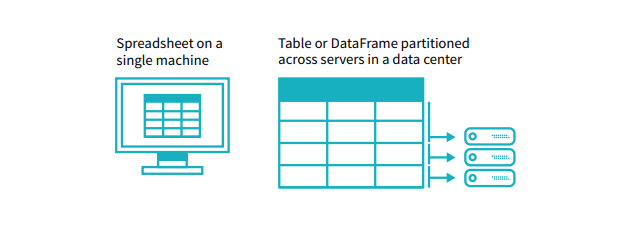 Spreadsheet on a
single machine
Table or DataFrame partitioned
across servers in a data center